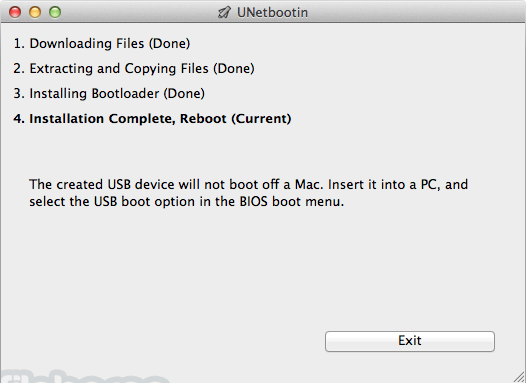 UNetbootin
1. Downloading Files (Done)
2. Extracting and Copying Files (Done)
3. Installing Bootloader (Done)
4. Installation Complete, Reboot (Current)
The created USB device will not boot off a Mac. Insert it into a PC, and
select the USB boot option in the BIOS boot menu.
Exit